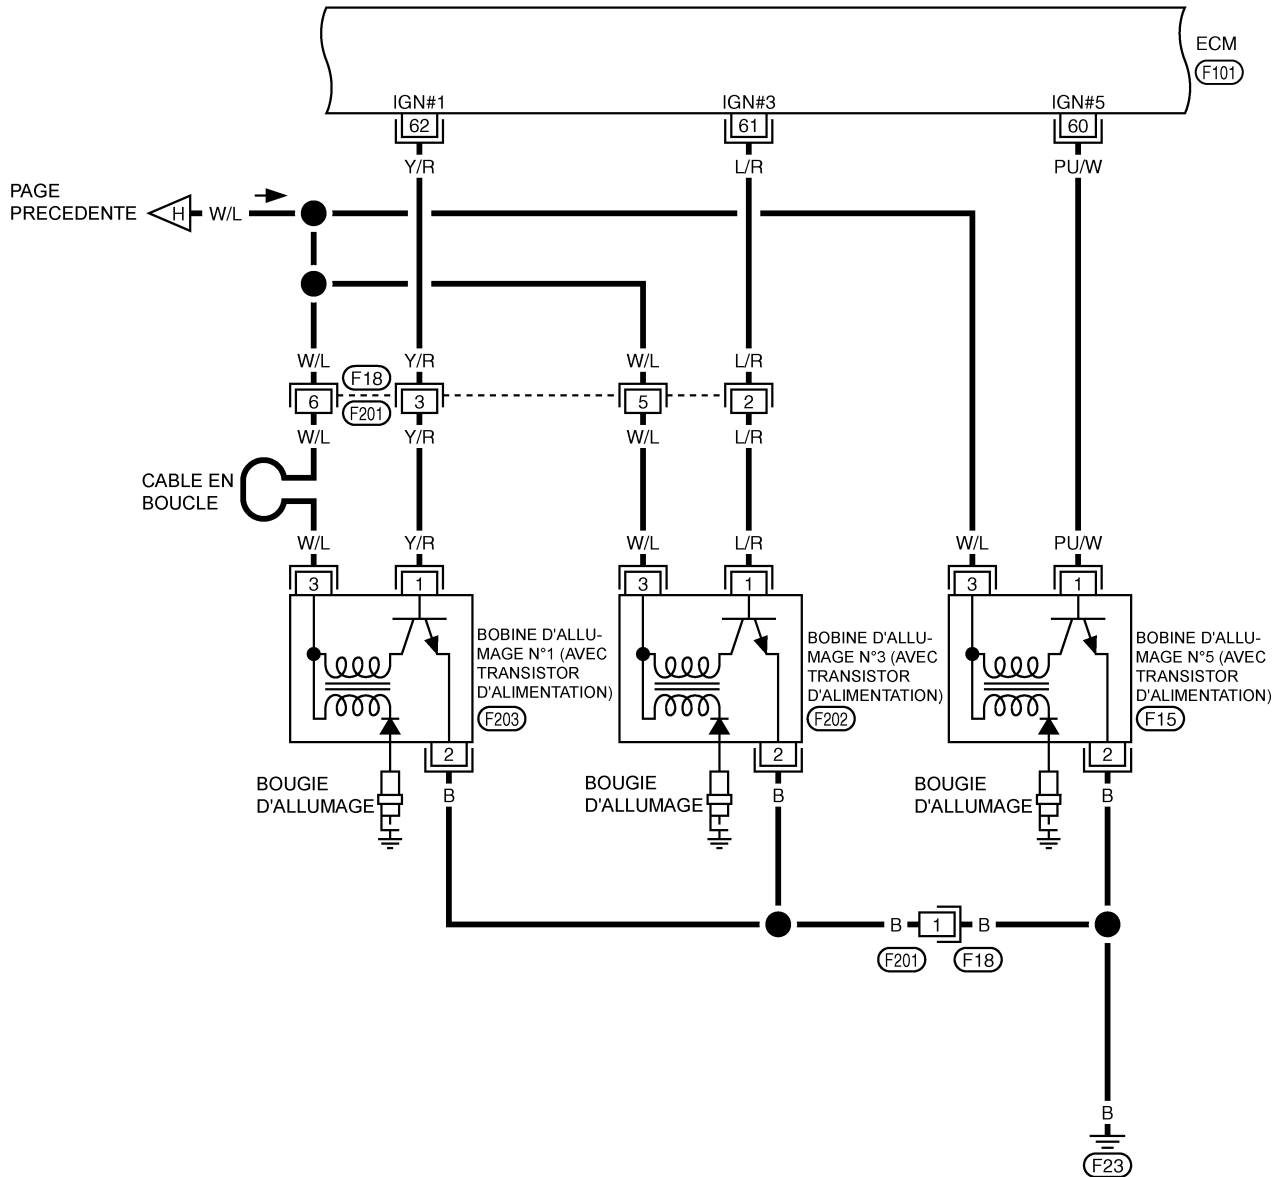 ECM
F101
IGN#1
IGN#3
IGN#5
62
61
60
Y/R
L/R
PU/W
PAGE
PRECEDENTE
H
W/L
W/L
Y/R
W/L
L/R
F18
6
3
5
2
F201
W/L
Y/R
W/L
L/R
CABLE EN
BOUCLE
W/L
Y/R
W/L
L/R
W/L
PU/W
3
1
3
1
3
1
BOBINE D'ALLU-
MAGE N°1 (AVEC
TRANSISTOR
D'ALIMENTATION)
F203
BOBINE D'ALLU-
MAGE N°3 (AVEC
TRANSISTOR
D'ALIMENTATION)
F202
BOBINE D'ALLU-
MAGE N°5 (AVEC
TRANSISTOR
D'ALIMENTATION)
F15
2
2
2
BOUGIE
D'ALLUMAGE
B
BOUGIE
D'ALLUMAGE
B
BOUGIE
D'ALLUMAGE
B
B
1
B
F201
F18
B
F23